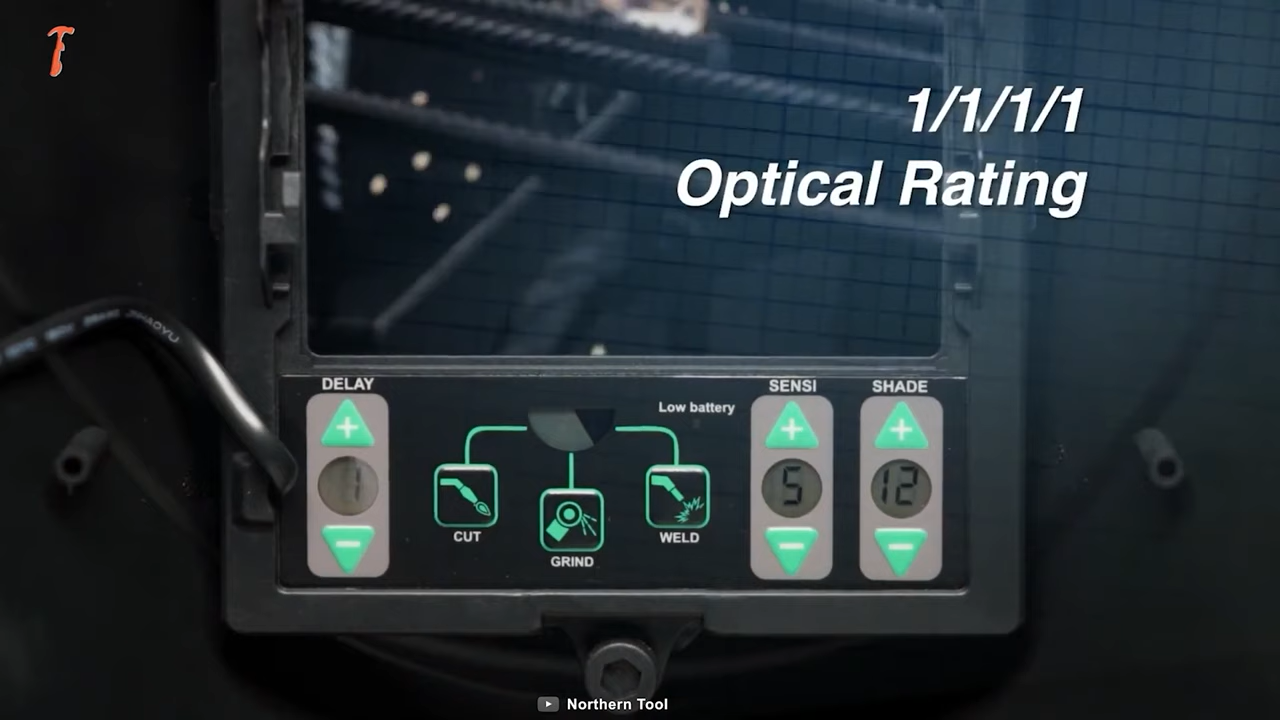 F
1/1/1/1
Optical Rating
ZHAOYU
DELAY
+
1
-
CUT
GRIND
WELD
Low battery
SENSI
+
5
-
SHADE
+
12
-
Northern Tool